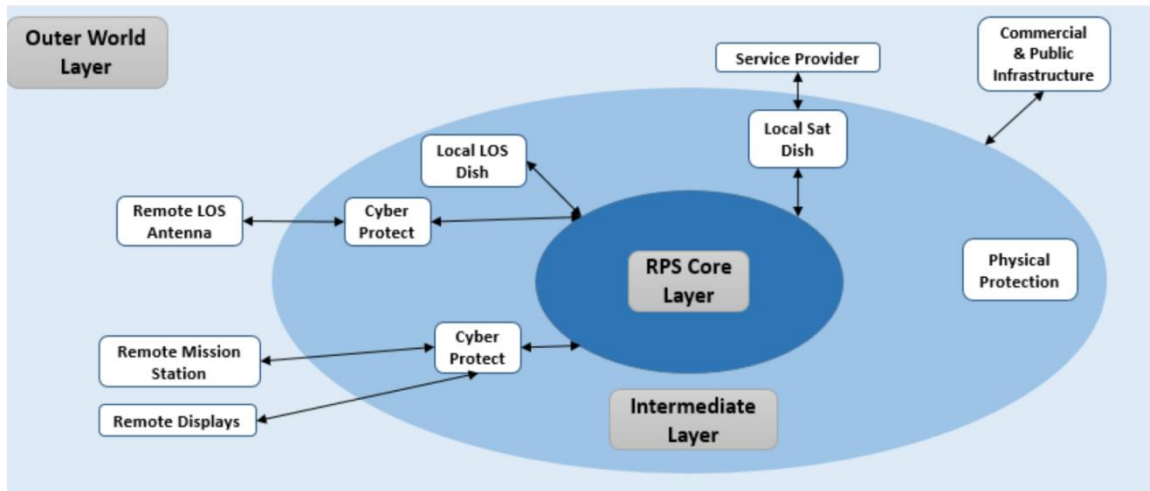 Outer World
Layer
Commercial
& Public
Infrastructure
Service Provider
Local Sat
Dish
Local LOS
Dish
Remote LOS
Antenna
Cyber
Protect
RPS Core
Layer
Physical
Protection
Cyber
Protect
Remote Mission
Station
Remote Displays
Intermediate
Layer